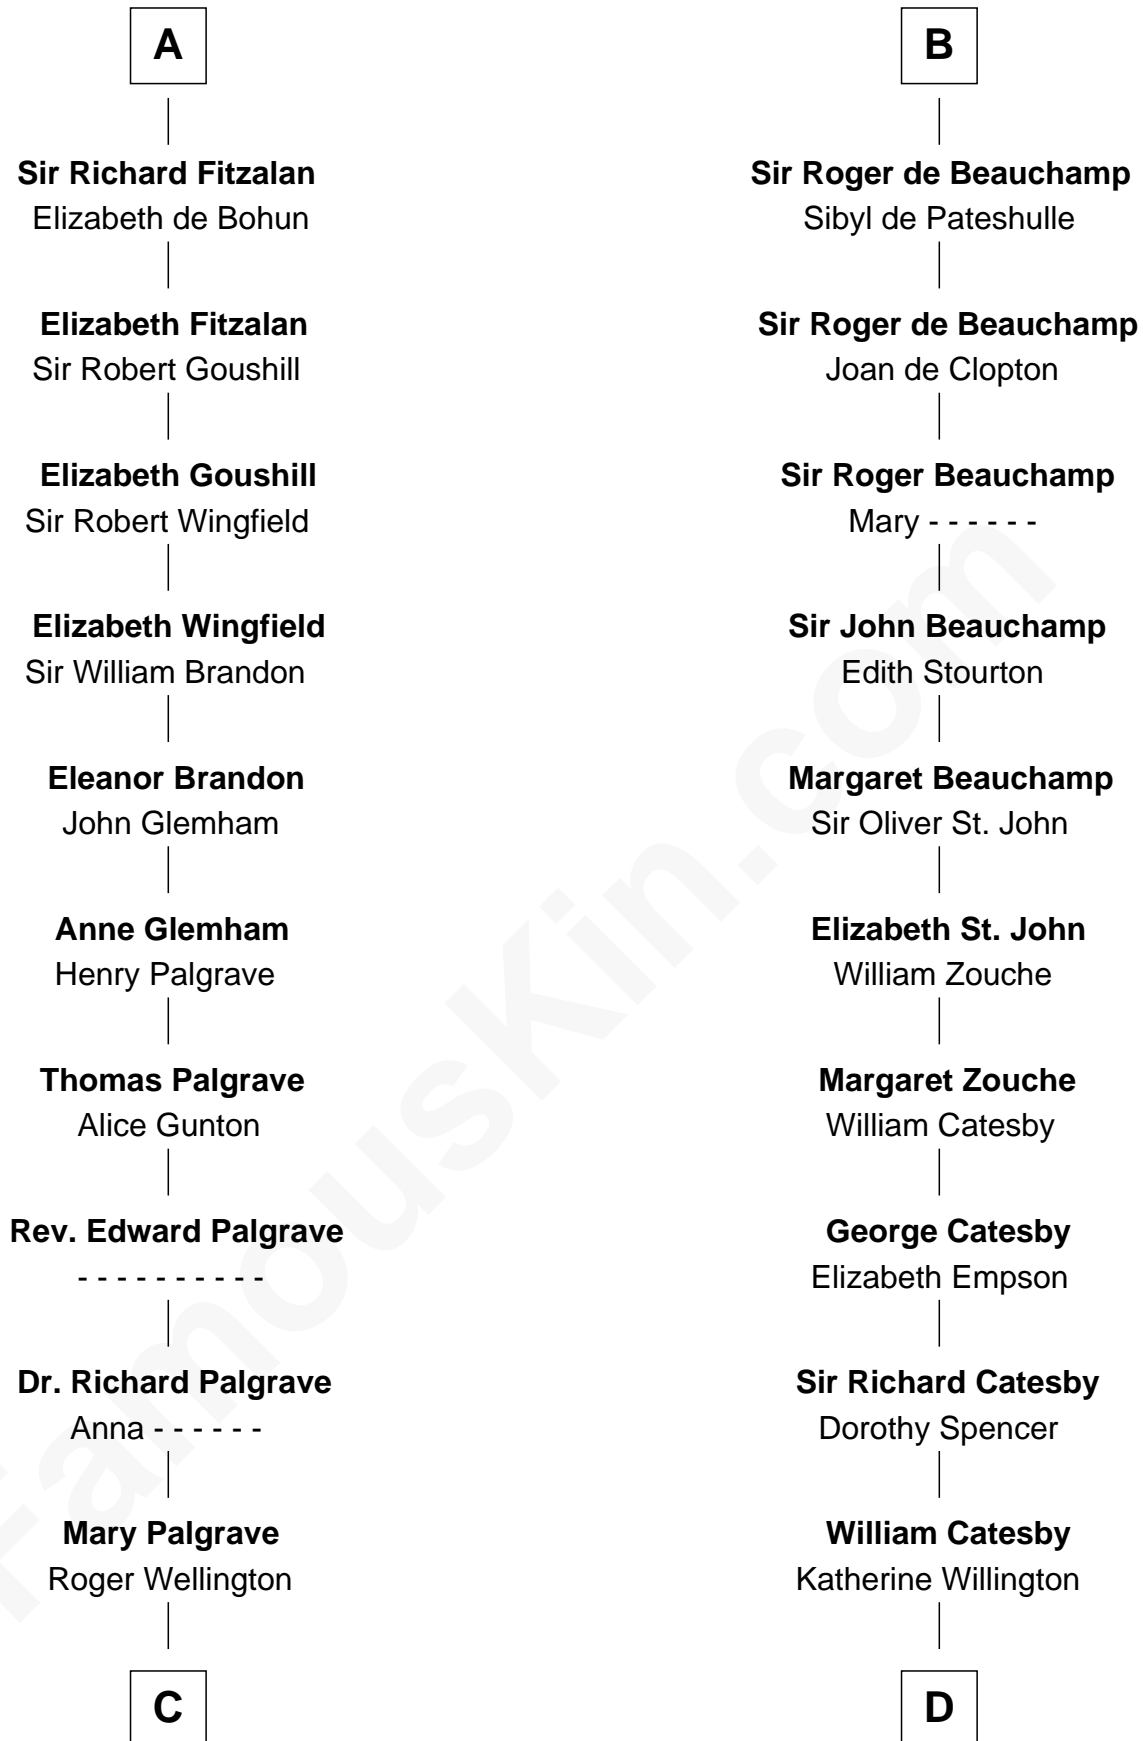 A
Sir Richard Fitzalan
Elizabeth de Bohun
Elizabeth Fitzalan
Sir Robert Goushill
Elizabeth Goushill
Sir Robert Wingfield
Elizabeth Wingfield
Sir William Brandon
Eleanor Brandon
John Glemham
Anne Glemham
Henry Palgrave
Thomas Palgrave
Alice Gunton
Rev. Edward Palgrave
- - - - - - - - - -
Dr. Richard Palgrave
Anna - - - - - -
Mary Palgrave
Roger Wellington
C
B
Sir Roger de Beauchamp
Sibyl de Pateshulle
Sir Roger de Beauchamp
Joan de Clopton
Sir Roger Beauchamp
Mary - - - - - -
Sir John Beauchamp
Edith Stourton
Margaret Beauchamp
Sir Oliver St. John
Elizabeth St. John
William Zouche
Margaret Zouche
William Catesby
George Catesby
Elizabeth Empson
Sir Richard Catesby
Dorothy Spencer
William Catesby
Katherine Willington
D
FamousKin.com